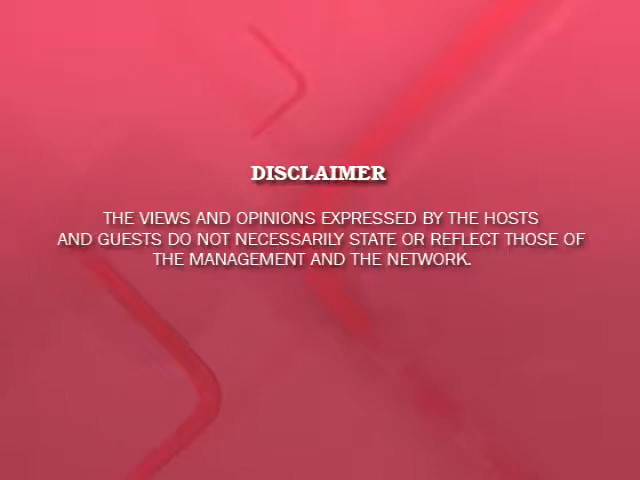 DISCLAIMER
THE VIEWS AND OPINIONS EXPRESSED BY THE HOSTS
AND GUESTS DO NOT NECESSARILY STATE OR REFLECT THOSE OF
THE MANAGEMENT AND THE NETWORK.